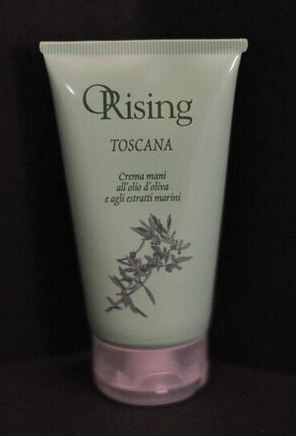 ORising
TOSCANA
Crema mani
all'olio d'oliva
e agli estratti marini